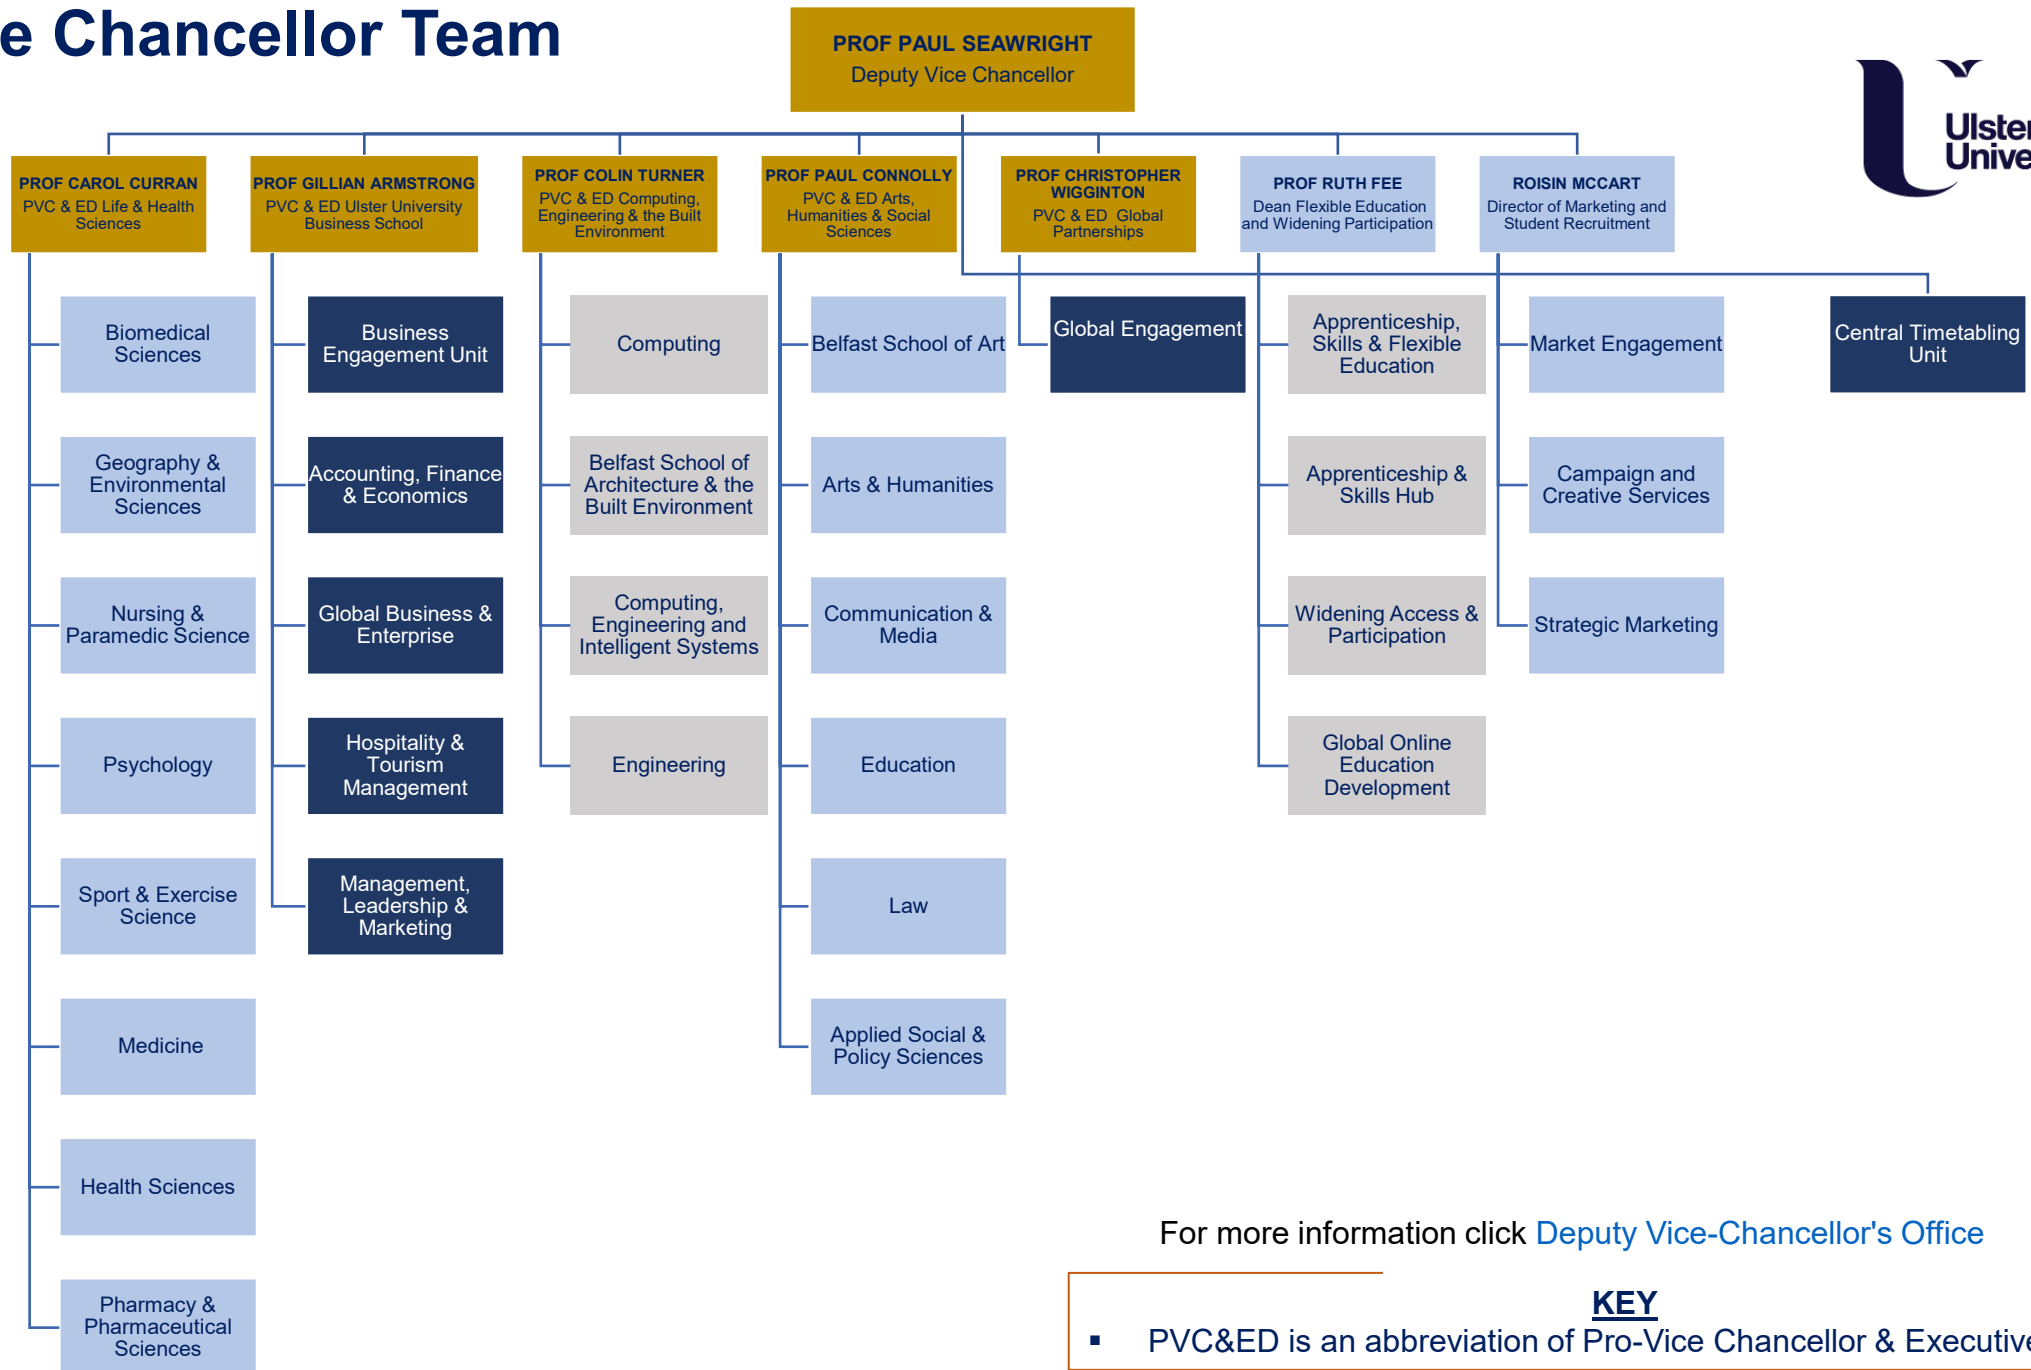 e Chancellor Team
PROF PAUL SEAWRIGHT
Deputy Vice Chancellor
Ulster
Unive
PROF CAROL CURRAN
PVC & ED Life & Health
Sciences
PROF GILLIAN ARMSTRONG
PVC & ED Ulster University
Business School
PROF COLIN TURNER
PVC & ED Computing,
Engineering & the Built
Environment
PROF PAUL CONNOLLY
PVC & ED Arts,
Humanities & Social
Sciences
PROF CHRISTOPHER
WIGGINTON
PVC & ED Global
Partnerships
PROF RUTH FEE
Dean Flexible Education
and Widening Participation
ROISIN MCCART
Director of Marketing and
Student Recruitment
Biomedical
Sciences
Geography &
Environmental
Sciences
Nursing &
Paramedic Science
Psychology
Sport & Exercise
Science
Medicine
Health Sciences
Pharmacy &
Pharmaceutical
Sciences
Business
Engagement Unit
Accounting, Finance
& Economics
Global Business &
Enterprise
Hospitality &
Tourism
Management
Management,
Leadership &
Marketing
Computing
Belfast School of
Architecture & the
Built Environment
Computing,
Engineering and
Intelligent Systems
Engineering
Belfast School of Art
Arts & Humanities
Communication &
Media
Education
Law
Applied Social &
Policy Sciences
Global Engagement
Apprenticeship,
Skills & Flexible
Education
Apprenticeship &
Skills Hub
Widening Access &
Participation
Global Online
Education
Development
Market Engagement
Campaign and
Creative Services
Strategic Marketing
Central Timetabling
Unit
For more information click Deputy Vice-Chancellor's Office
KEY
▪ PVC&ED is an abbreviation of Pro-Vice Chancellor & Executive